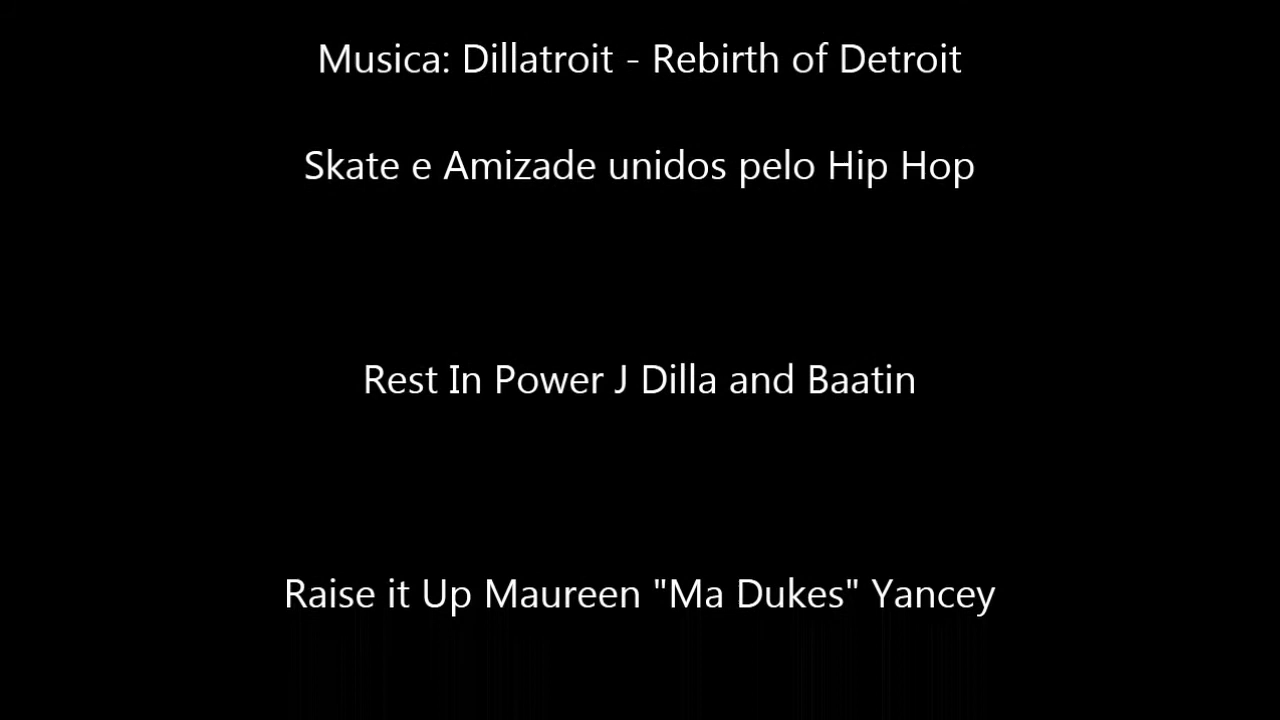 Musica: Dillatroit - Rebirth of Detroit
Skate e Amizade unidos pelo Hip Hop
Rest In Power J Dilla and Baatin
Raise it Up Maureen "Ma Dukes" Yancey